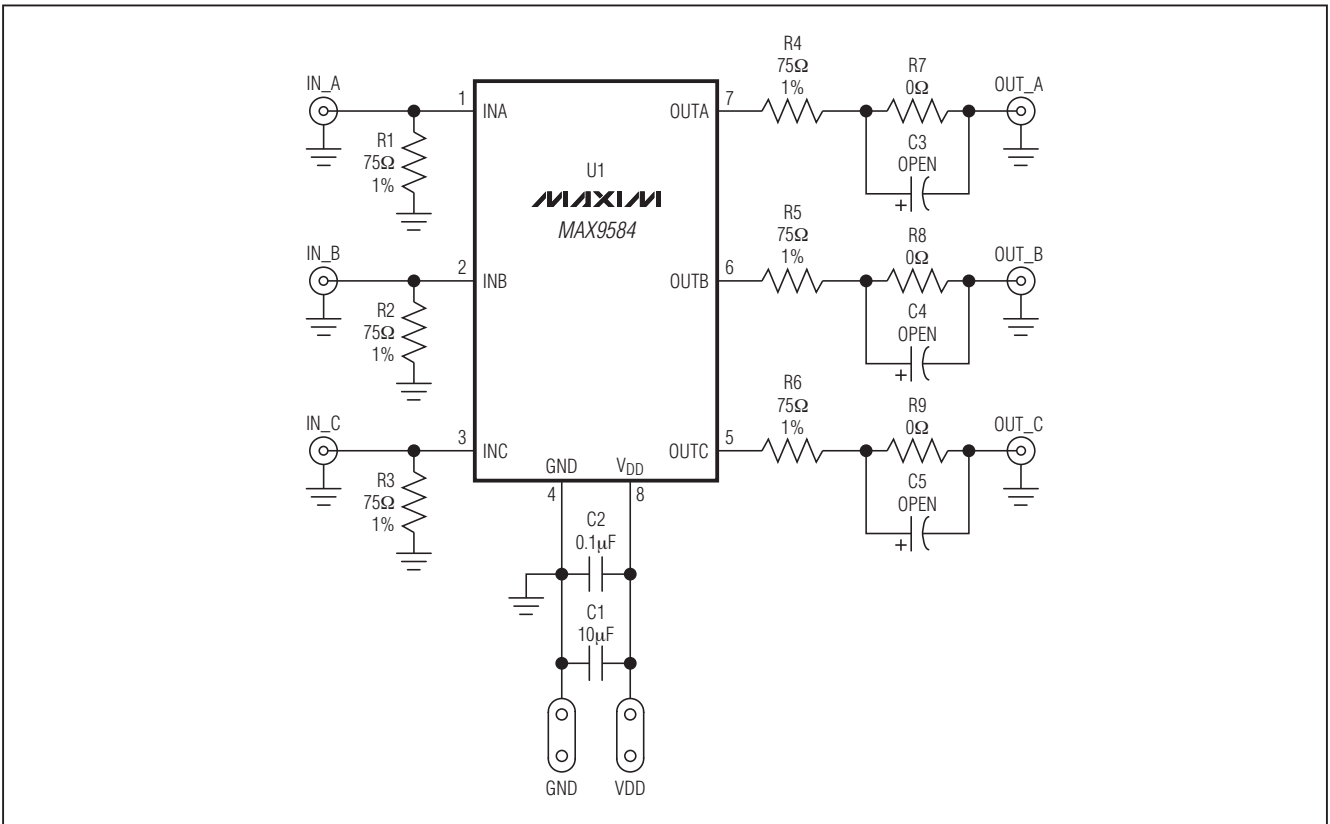 IN_A
R1
75Ω
1%
1
INA
IN_B
R2
75Ω
1%
2
INB
IN_C
R3
75Ω
1%
3
INC
U1
MAXIM
MAX9584
GND
4
VDD
8
C2
0.1µF
C1
10µF
GND
VDD
OUTA
7
R4
75Ω
1%
R7
0Ω
C3
OPEN
+
OUT_A
OUTB
6
R5
75Ω
1%
R8
0Ω
C4
OPEN
+
OUT_B
OUTC
5
R6
75Ω
1%
R9
0Ω
C5
OPEN
+
OUT_C